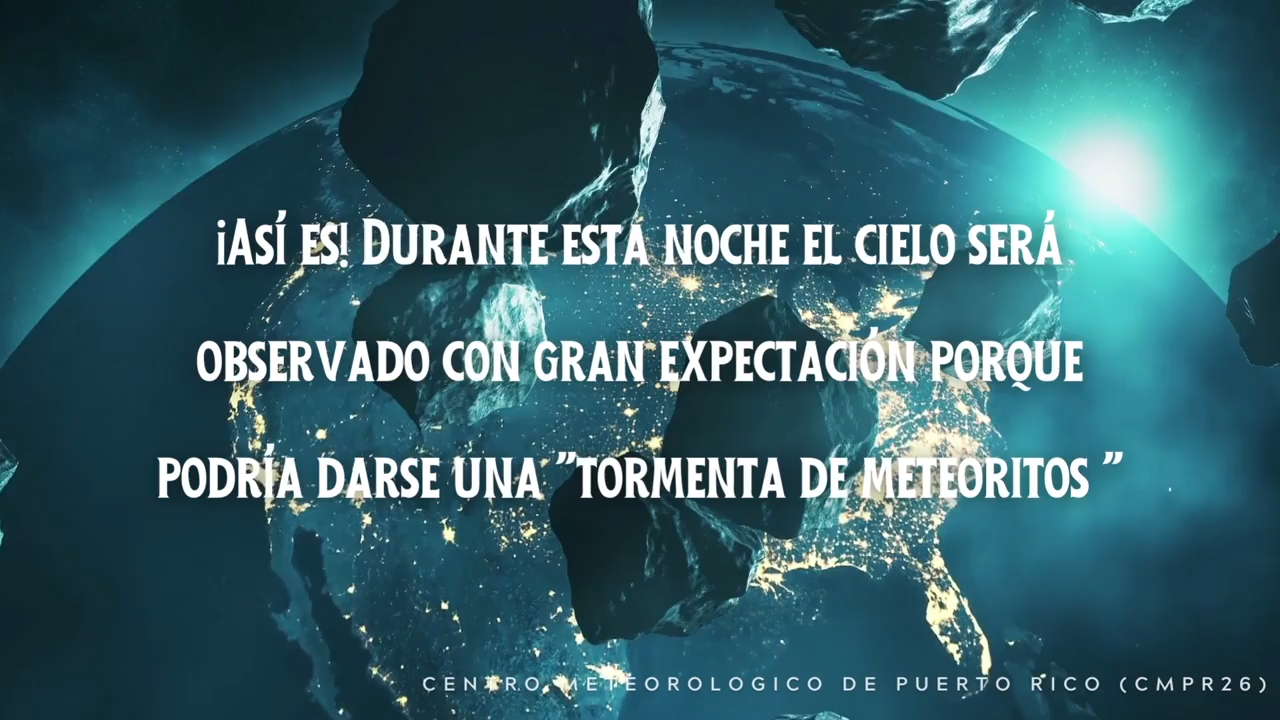 ¡Así es! Durante esta noche el cielo será
observado con gran expectación porque
podría darse una "tormenta de meteoritos "
CENTRO METEOROLOGICO DE PUERTO RICO (CMPR26)